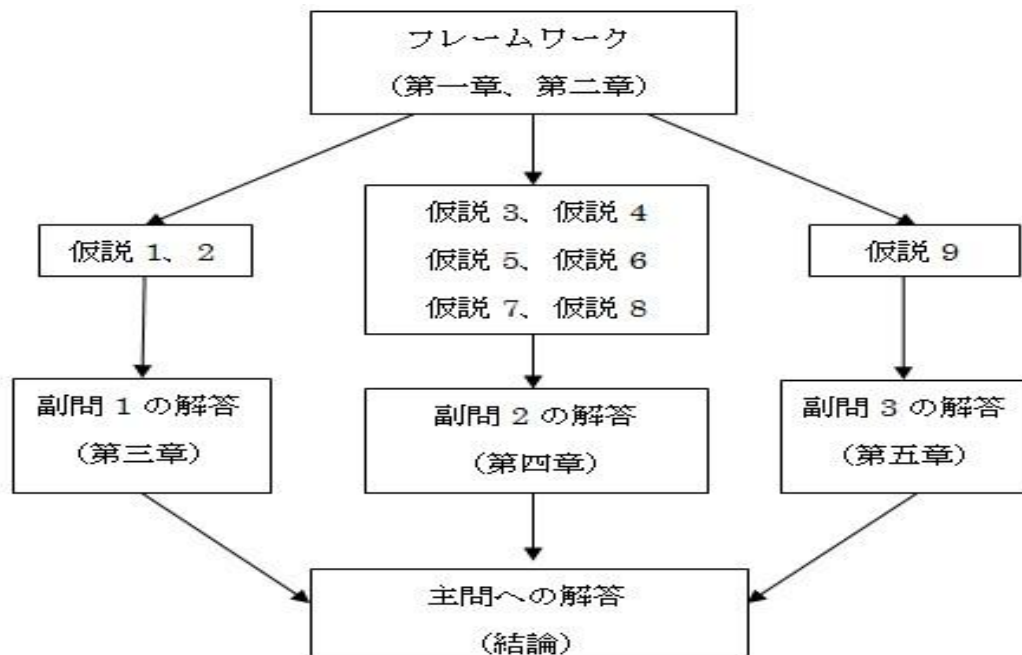 フレームワーク
(第一章、第二章)
仮説 1、2
仮説 3、仮説 4
仮説 5、仮説 6
仮説 7、仮説 8
仮説 9
副問 1 の解答
(第三章)
副問 2 の解答
(第四章)
副問 3 の解答
(第五章)
主問への解答
(結論)